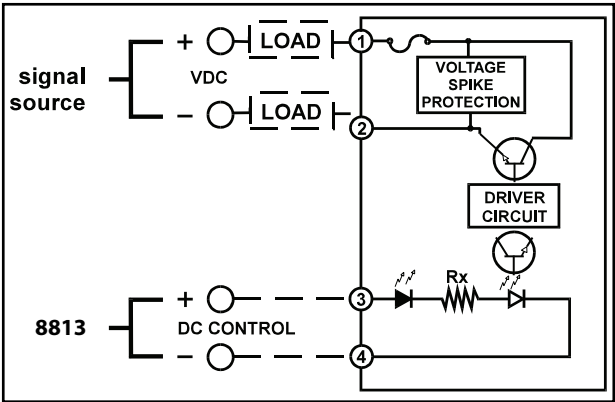 signal
source
+
VDC
−
LOAD
LOAD
1
2
VOLTAGE
SPIKE
PROTECTION
DRIVER
CIRCUIT
8813
+
DC CONTROL
−
3
4
Rx